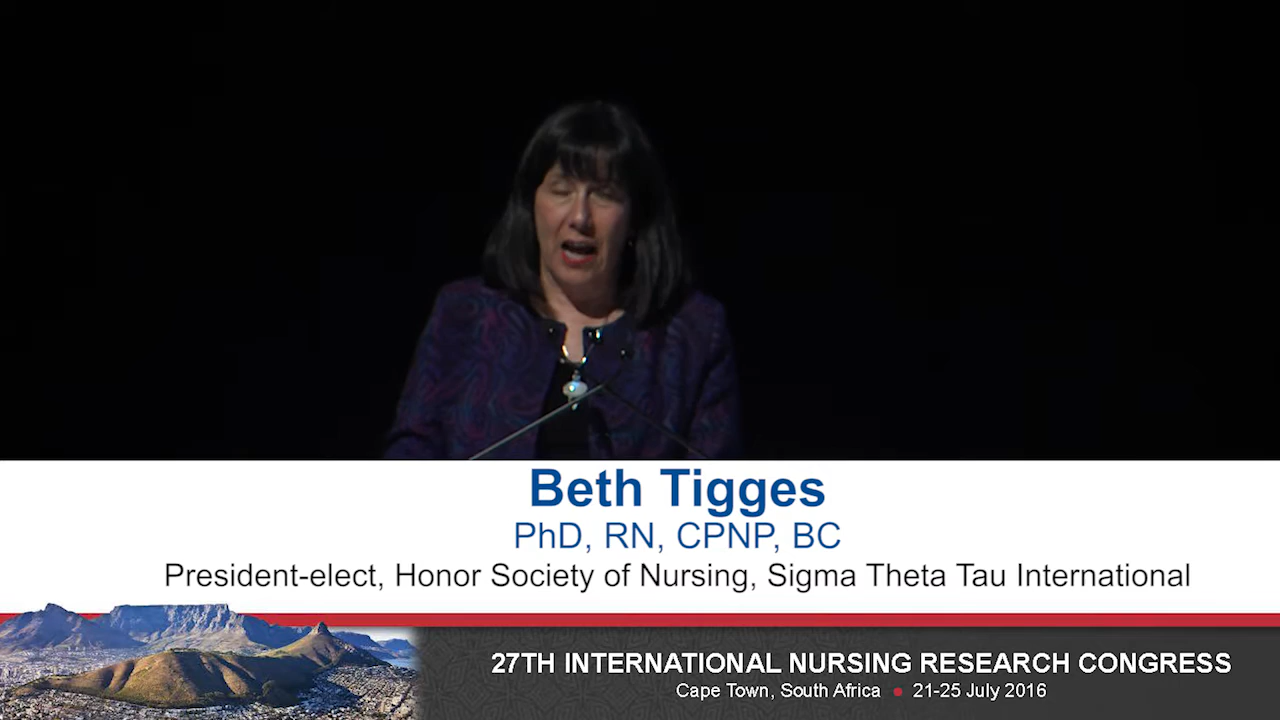 Beth Tigges
PhD, RN, CPNP, BC
President-elect, Honor Society of Nursing, Sigma Theta Tau International
27TH INTERNATIONAL NURSING RESEARCH CONGRESS
Cape Town, South Africa • 21-25 July 2016